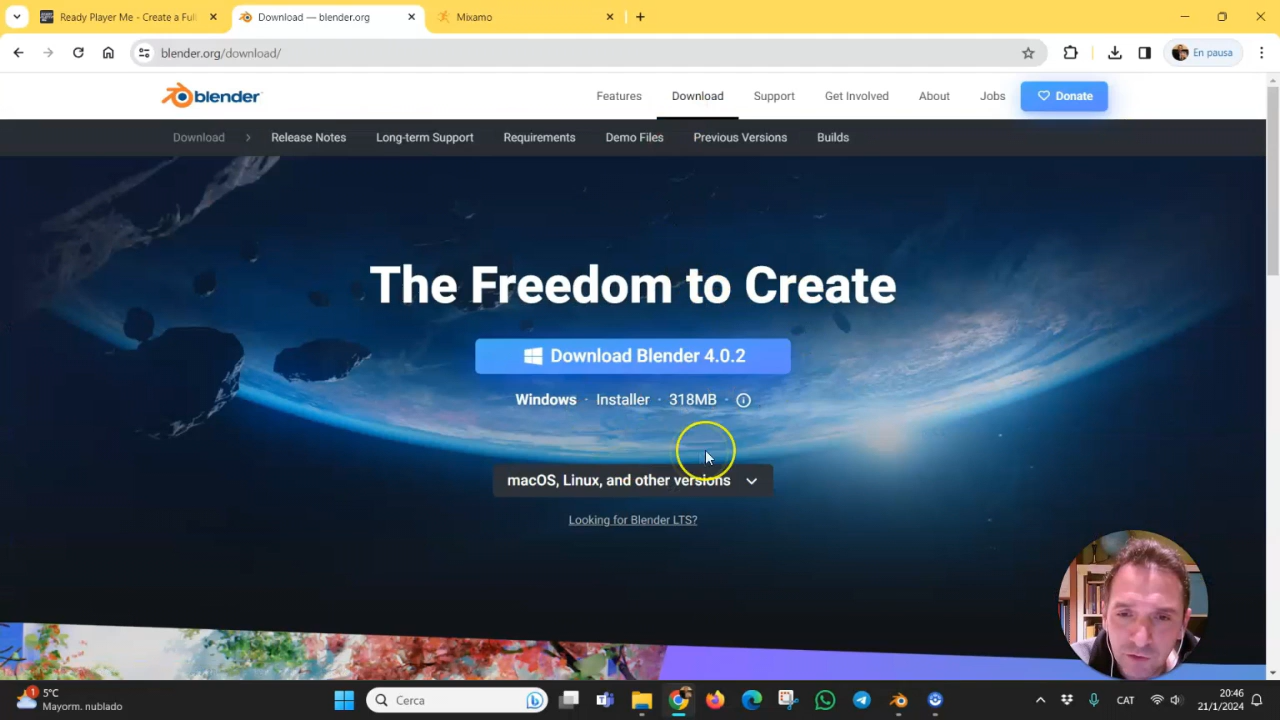 Ready Player Me - Create a Full
Download — blender.org
Mixamo
blender.org/download/
En pausa
blender
Features
Download
Support
Get Involved
About
Jobs
Donate
Download
Release Notes
Long-term Support
Requirements
Demo Files
Previous Versions
Builds
The Freedom to Create
Download Blender 4.0.2
Windows · Installer · 318MB ·
macOS, Linux, and other versions
Looking for Blender LTS?
1
5°C
Mayorm. nublado
Cerca
CAT
20:46
21/1/2024